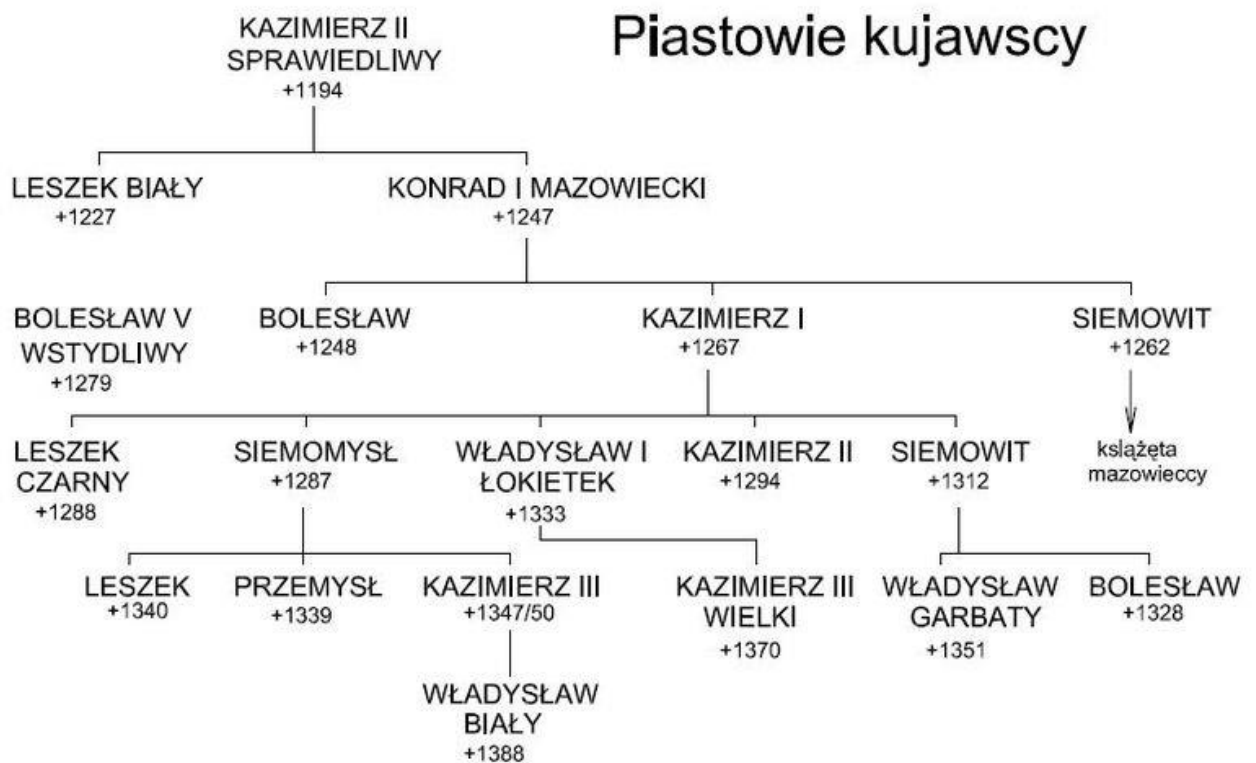 Piastowie kujawscy
KAZIMIERZ II
SPRAWIEDLIWY
+1194
LESZEK BIAŁY
+1227
KONRAD I MAZOWIECKI
+1247
BOLESŁAW V
WSTYDLIWY
+1279
BOLESŁAW
+1248
KAZIMIERZ I
+1267
SIEMOWIT
+1262
LESZEK
CZARNY
+1288
SIEMOMYSŁ
+1287
WŁADYSŁAW I
ŁOKIETEK
+1333
KAZIMIERZ II
+1294
SIEMOWIT
+1312
książęta
mazowieccy
LESZEK
+1340
PRZEMYSŁ
+1339
KAZIMIERZ III
+1347/50
KAZIMIERZ III
WIELKI
+1370
WŁADYSŁAW
GARBATY
+1351
BOLESŁAW
+1328
WŁADYSŁAW
BIAŁY
+1388